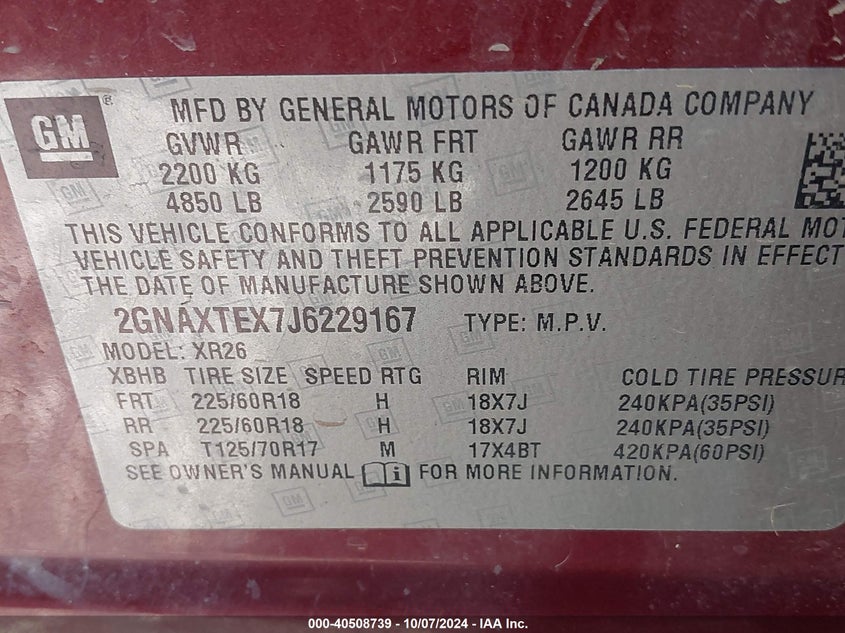 GM®
MFD BY GENERAL MOTORS OF CANADA COMPANY
GVWR GAWR FRT GAWR RR
2200 KG 1175 KG 1200 KG
4850 LB 2590 LB 2645 LB
THIS VEHICLE CONFORMS TO ALL APPLICABLE U.S. FEDERAL MOT
VEHICLE SAFETY AND THEFT PREVENTION STANDARDS IN EFFECT
THE DATE OF MANUFACTURE SHOWN ABOVE.
2GNAXTEX7J6229167 TYPE: M.P.V.
MODEL: XR26
XBHB TIRE SIZE SPEED RTG RIM COLD TIRE PRESSUR
FRT 225/60R18 H 18X7J 240KPA(35PSI)
RR 225/60R18 H 18X7J 240KPA(35PSI)
SPA T125/70R17 M 17X4BT 420KPA(60PSI)
SEE OWNER'S MANUAL i FOR MORE INFORMATION.
000-40508739 - 10/07/2024 - IAA Inc.